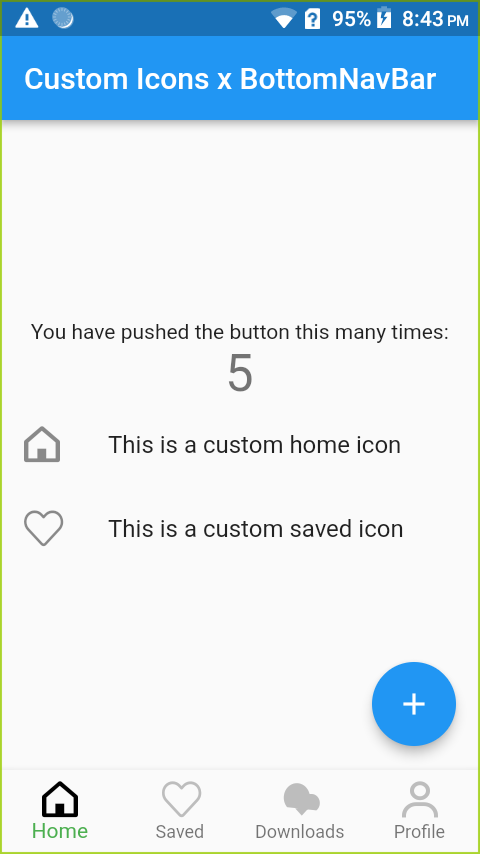 95% 8:43 PM
Custom Icons x BottomNavBar
You have pushed the button this many times:
5
This is a custom home icon
This is a custom saved icon
+
Home Saved Downloads Profile